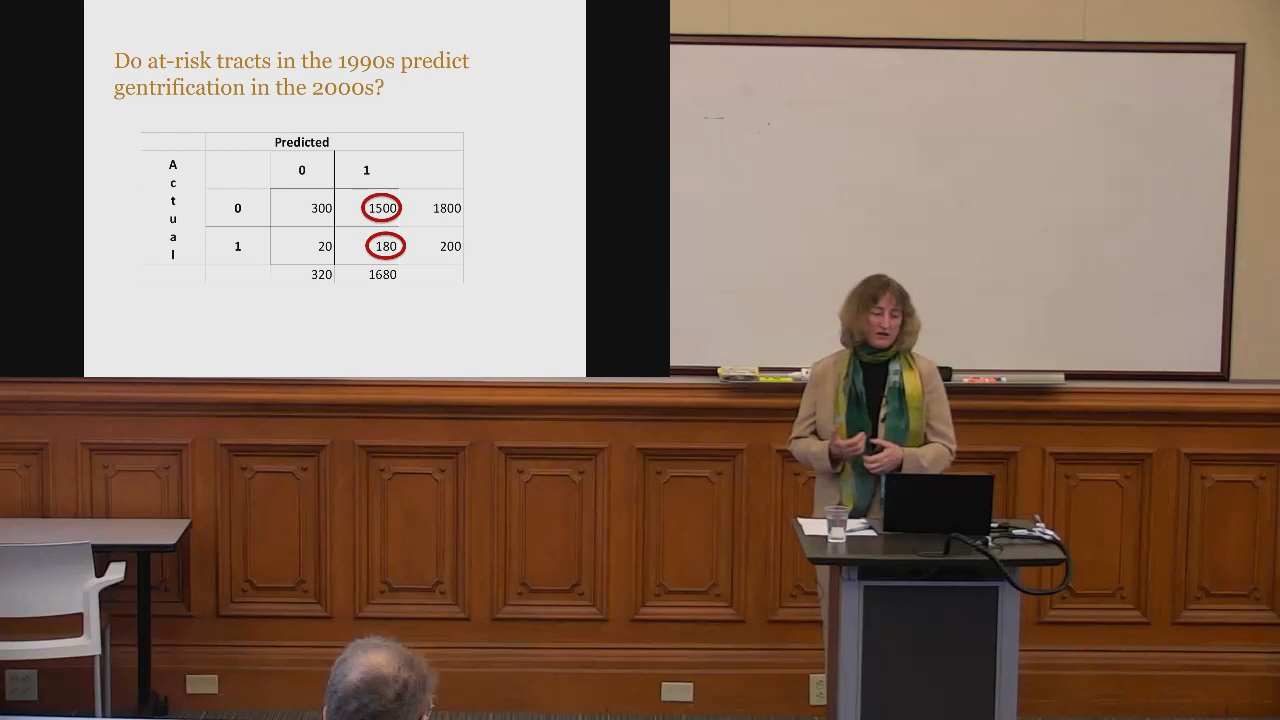 Do at-risk tracts in the 1990s predict
gentrification in the 2000s?
Predicted
Actual
0 1
0 300 1500 1800
1 20 180 200
320 1680